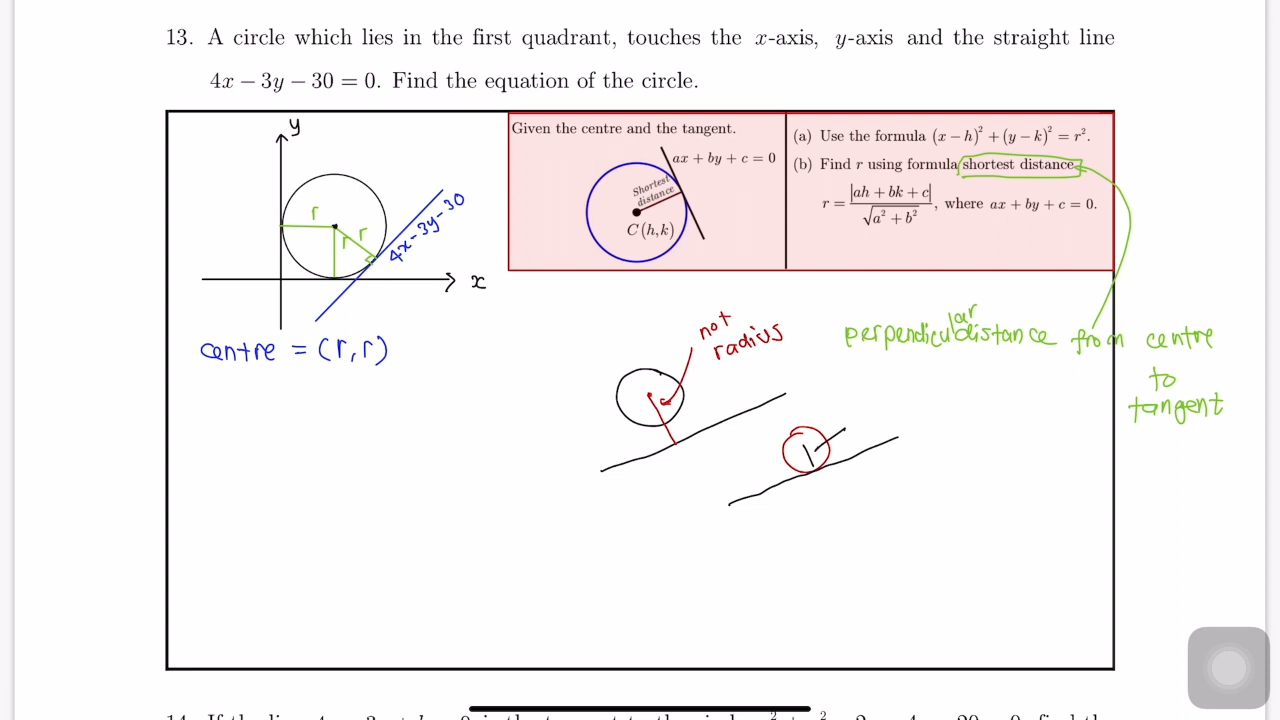 13. A circle which lies in the first quadrant, touches the x-axis, y-axis and the straight line
4x − 3y − 30 = 0. Find the equation of the circle.
y
x
r
r
r
4x-3y-30
centre = (r,r)
Given the centre and the tangent.
ax + by + c = 0
Shortest
distance
C(h,k)
(a) Use the formula (x − h)² + (y − k)² = r².
(b) Find r using formula shortest distance.
r = |ah + bk + c| / √a² + b², where ax + by + c = 0.
not
radius
perpendicular distance from centre
to
tangent